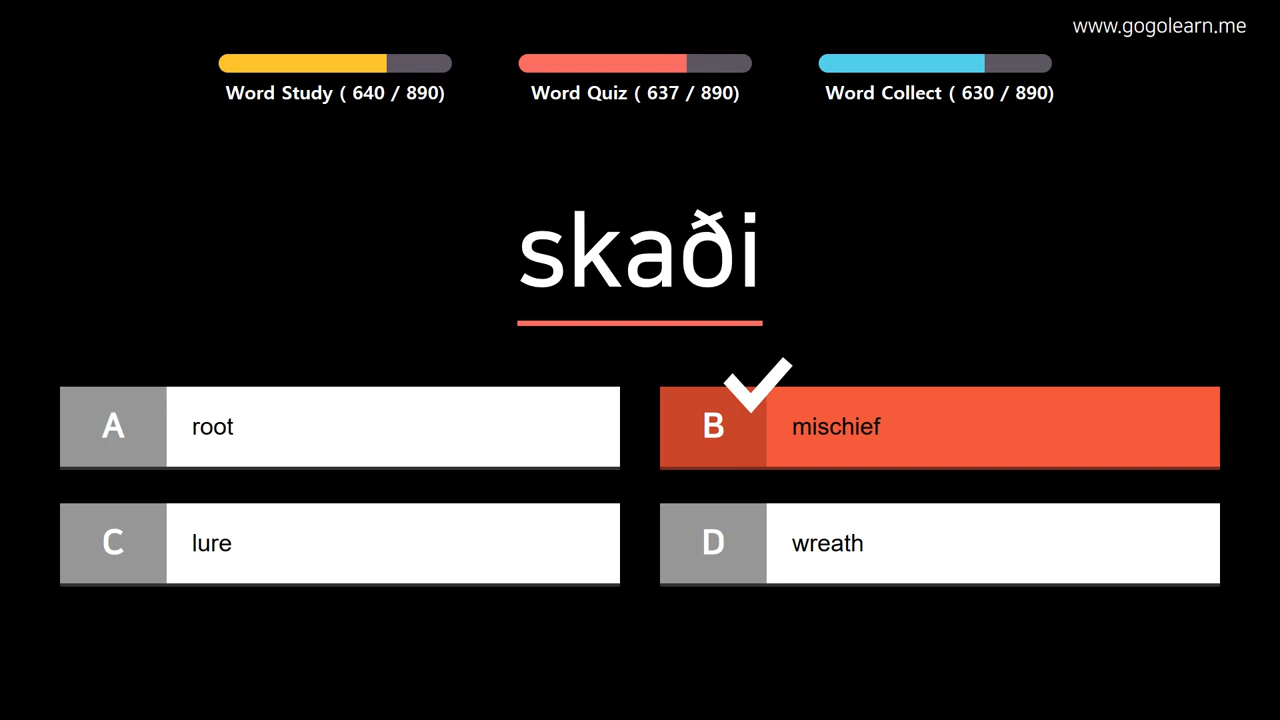 www.gogolearn.me
Word Study ( 640 / 890)
Word Quiz ( 637 / 890)
Word Collect ( 630 / 890)
skaði
A root
B mischief
C lure
D wreath